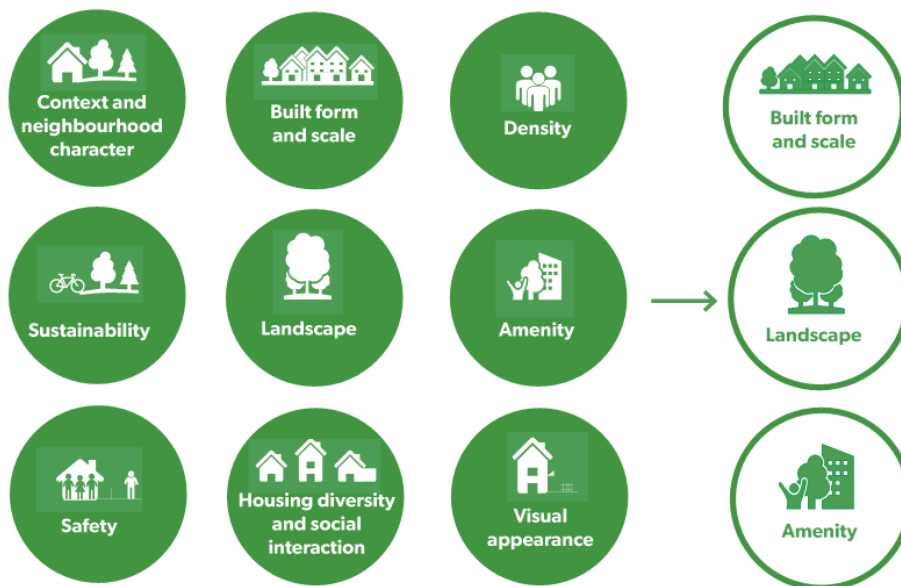 Context and
neighbourhood
character
Built form
and scale
Density
Built form
and scale
Sustainability
Landscape
Amenity
Landscape
Safety
Housing diversity
and social
interaction
Visual
appearance
Amenity